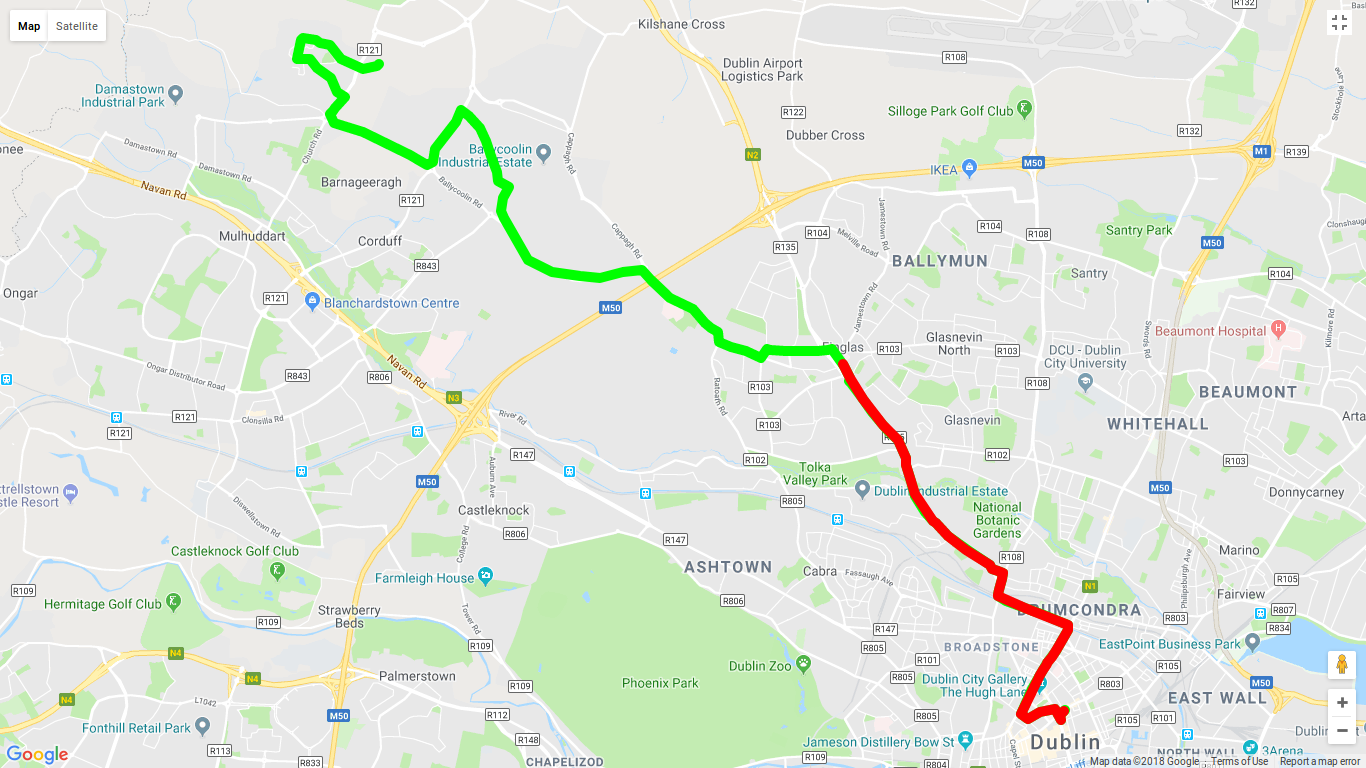 Map Satellite
Kilshane Cross
R132
R121
R108
Dublin Airport
Logistics Park
Damastown
Industrial Park
Silloge Park Golf Club
R122
Stockhole Ln
Dubber Cross
R132
Church Rd
Cappagh Rd
N2
M50
M1
R139
Damastown Rd
Damastown Rd
Ballycoolin
Industrial Estate
IKEA
Navan Rd
Barnageeragh
R121
Ballycoolin Rd
Jamestown Rd
Mulhuddart
Corduff
Cappagh Rd
R104
R104
R108
Santry Park
R135
Melville Road
M50
R843
BALLYMUN
Santry
R104
Ongar
R121
Blanchardstown Centre
M50
Jamestown Rd
Swords Rd
Kilmore Rd
Beaumont Hospital
Finglas
R103
Glasnevin
North
R103
DCU - Dublin
City University
Navan Rd
Ongar Distributor Road
R843
R806
Ratoarn Rd
R103
R108
BEAUMONT
N3
R121
Clonsilla Rd
River Rd
R103
Glasnevin
WHITEHALL
R121
R147
R102
R102
R103
Auburn Ave
Tolka
Valley Park
M50
M50
Dublin Industrial Estate
Donnycarney
R805
Diswellstown Rd
Castleknock
National
Botanic
Gardens
R806
College Rd
R147
Castleknock Golf Club
R108
Marino
ASHTOWN
Cabra
Fassaugh Ave
Philipsburgh Ave
R105
Farmleigh House
N1
R109
R806
Fairview
Hermitage Golf Club
Strawberry
Beds
Tower Rd
R807
R109
R803
R834
R147
R109
R805
BROADSTONE
EastPoint Business Park
N4
R101
R105
Dublin Zoo
N4
Palmerstown
R109
Phoenix Park
R805
Dublin City Gallery
The Hugh Lane
R803
M50
N4
EAST WALL
L1042
M50
R112
R805
R105
R101
Fonthill Retail Park
R148
Jameson Distillery Bow St
Dublin
R113
R809
NORTH WALL
3Arena
Google
R833
CHAPELIZOD
R804
Map data ©2018 Google Terms of Use Report a map error